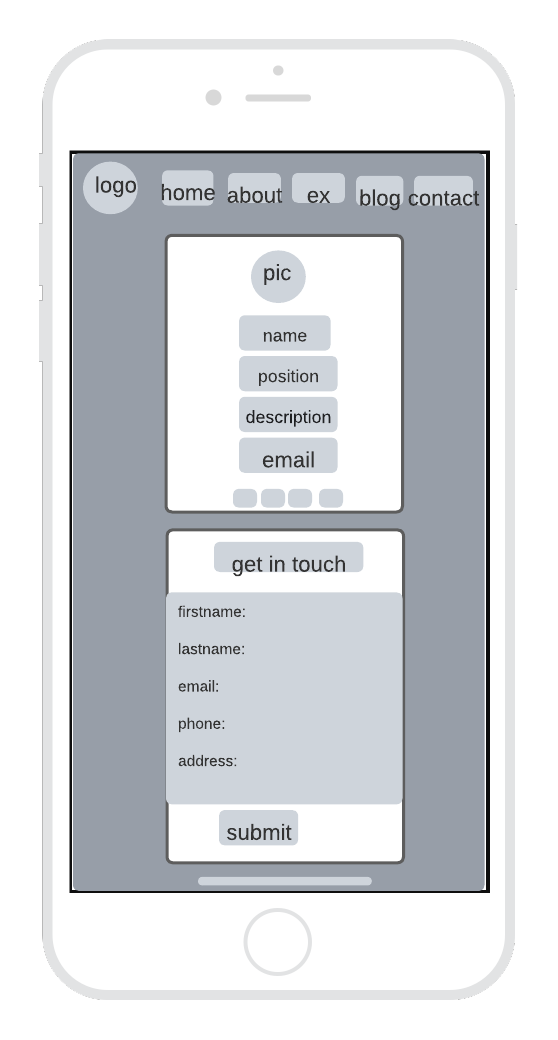 logo home about ex blog contact
pic
name
position
description
email
get in touch
firstname:
lastname:
email:
phone:
address:
submit